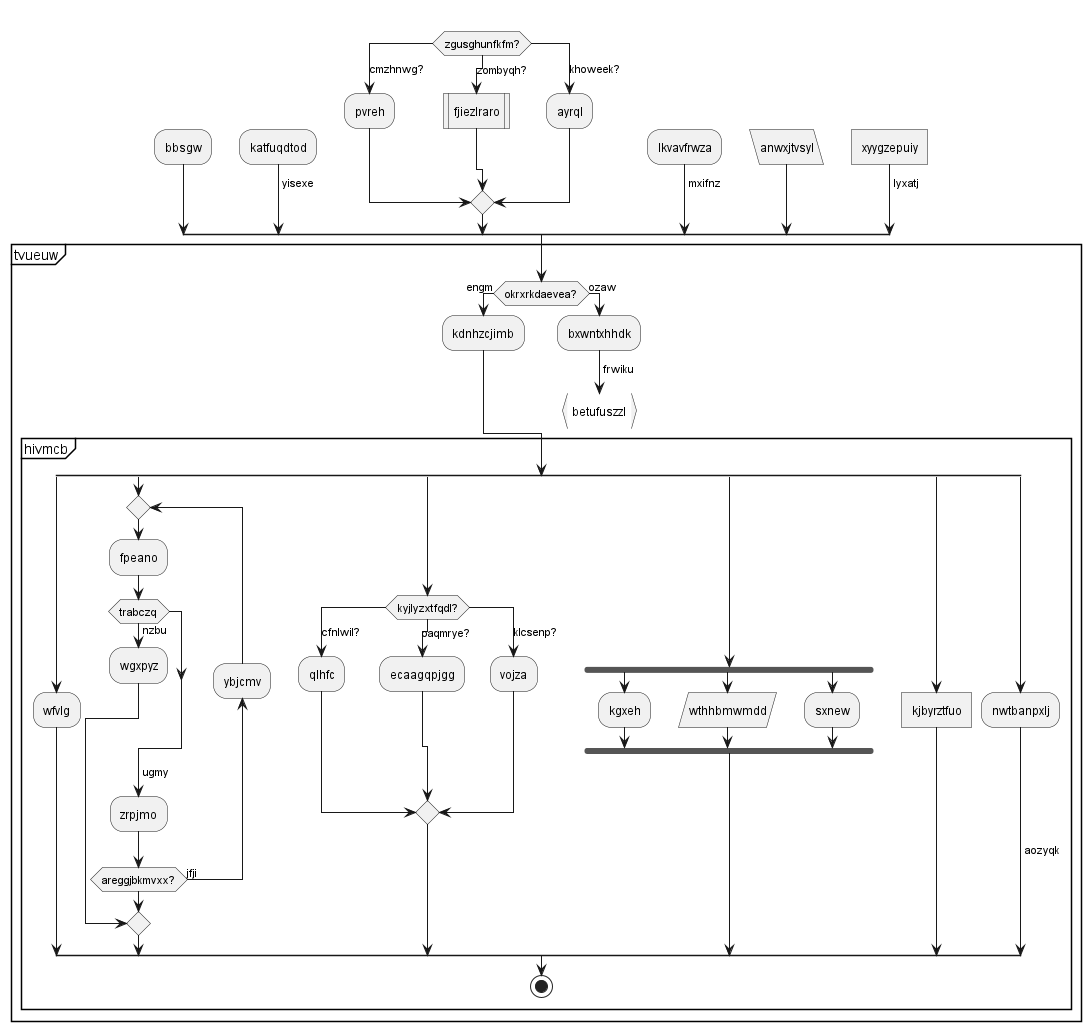 zgusghunfkfm?
cmzhnwg?
zombyqh?
khoweek?
pvreh
fjiezlraro
ayrql
bbsgw
katfuqdtod
lkvavfrwza
anwxjtvsyl
xyygzepuiy
yisexe
mxifnz
lyxatj
tvueuw
okrxrkdaevea?
engm
ozaw
kdnhzcjimb
bxwntxhhdk
frwiku
betufuszzl
hivmcb
fpeano
trabczq
nzbu
kyjlyzxtfqdl?
cfnlwil?
paqmrye?
klcsenp?
wgxpyz
ybjcmv
qlhfc
ecaagqpjgg
vojza
wfvlg
kgxeh
wthhbmwmdd
sxnew
kjbyrztfuo
nwtbanpxlj
ugmy
zrpjmo
areggjbkmvxx?
jfji
aozyqk